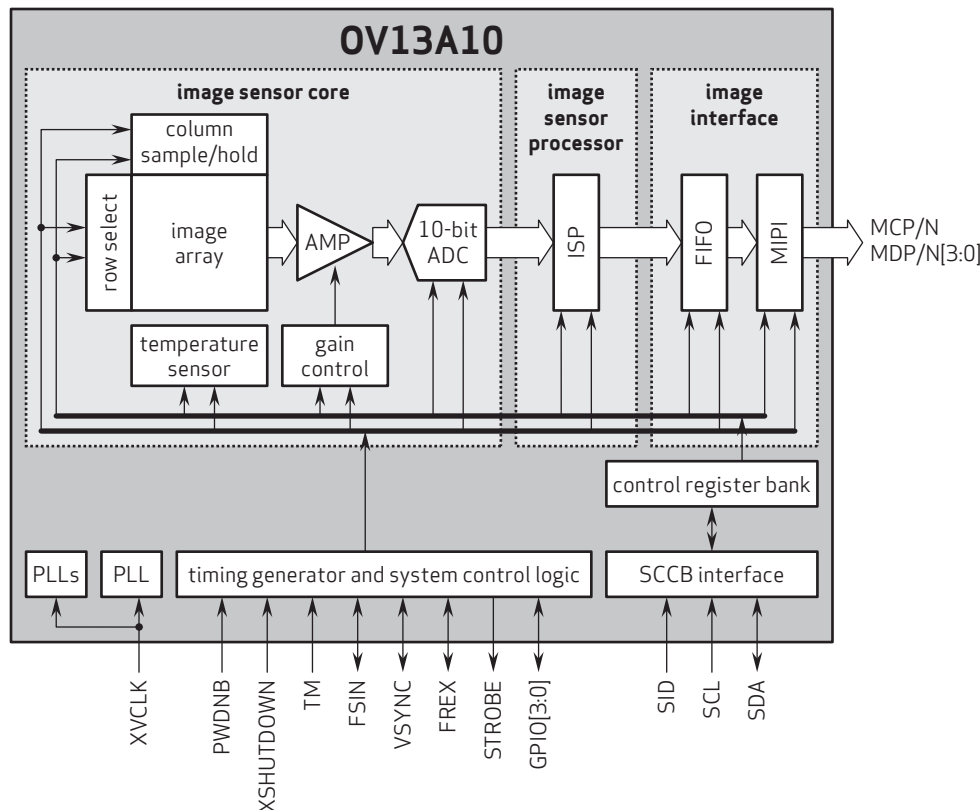 OV13A10
image sensor core
image
sensor
processor
image
interface
column
sample/hold
row select
image
array
AMP
10-bit
ADC
ISP
FIFO
MIPI
MCP/N
MDP/N[3:0]
temperature
sensor
gain
control
control register bank
PLLs
PLL
timing generator and system control logic
SCCB interface
XVCLK
PWDNB
XSHUTDOWN
TM
FSIN
VSYNC
FREX
STROBE
GPIO[3:0]
SID
SCL
SDA